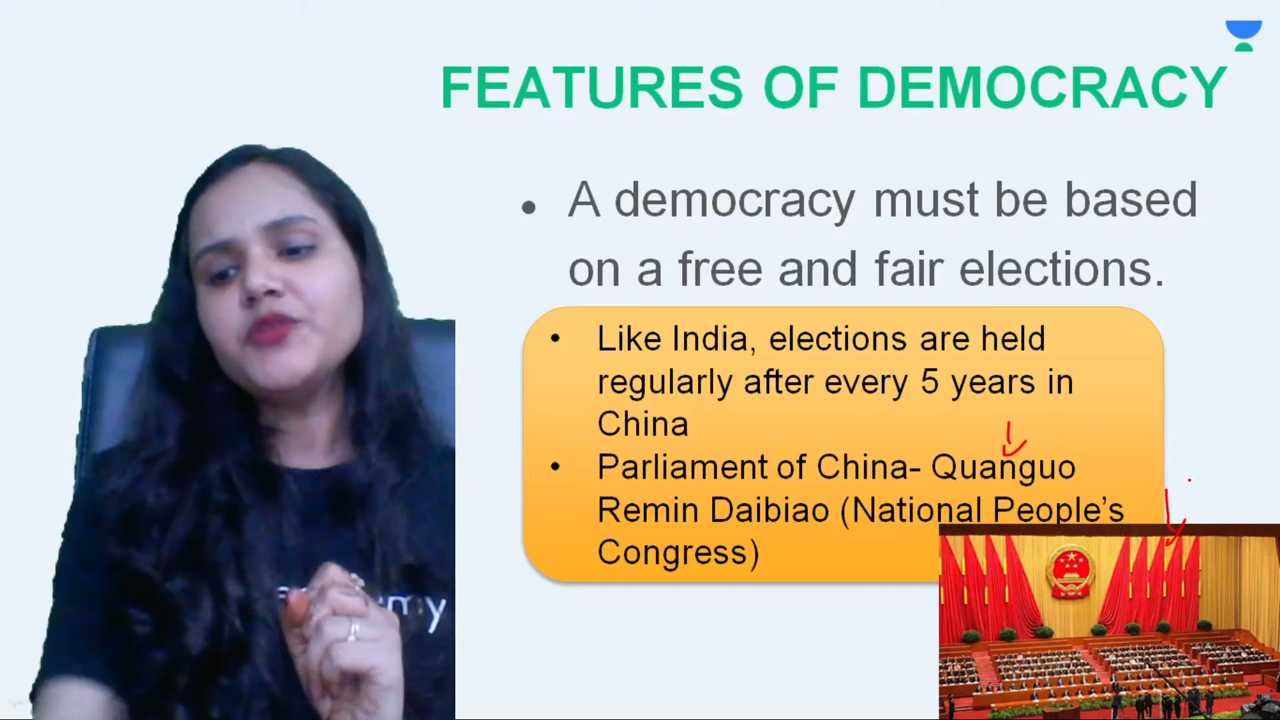 FEATURES OF DEMOCRACY
• A democracy must be based
on a free and fair elections.
• Like India, elections are held
regularly after every 5 years in
China
• Parliament of China- Quanguo
Remin Daibiao (National People's
Congress)